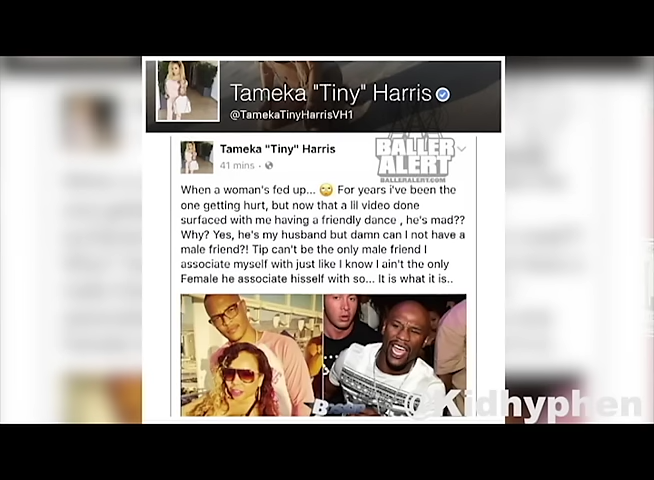 Tameka "Tiny" Harris
@TamekaTinyHarrisVH1
Tameka "Tiny" Harris
41 mins
BALLER
ALERT
BALLERALERT.COM
When a woman's fed up... 🙄 For years i've been the
one getting hurt, but now that a lil video done
surfaced with me having a friendly dance , he's mad??
Why? Yes, he's my husband but damn can I not have a
male friend?! Tip can't be the only male friend I
associate myself with just like I know I ain't the only
Female he associate hisself with so... It is what it is..
@Kidhyphen